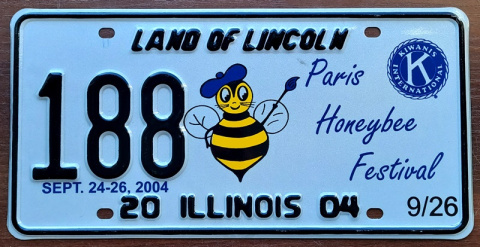 LAND OF LINCOLN
KIWANIS
K
INTERNATIONAL
188
Paris
Honeybee
Festival
SEPT. 24-26, 2004
20 ILLINOIS 04
9/26